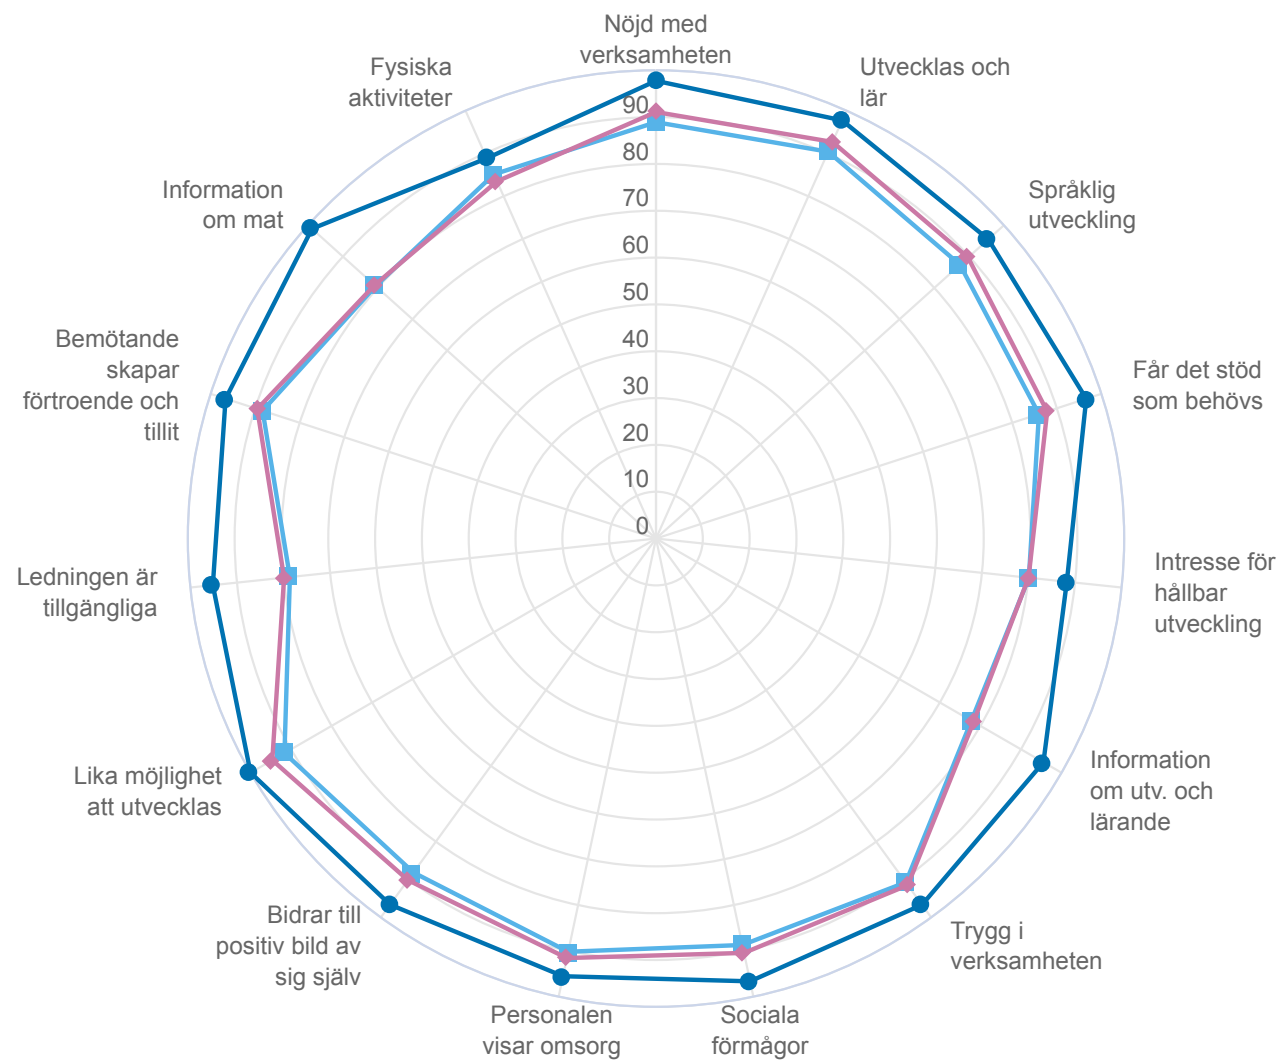 Nöjd med
verksamheten
Utvecklas och
lär
Språklig
utveckling
Får det stöd
som behövs
Intresse för
hållbar
utveckling
Information
om utv. och
lärande
Trygg i
verksamheten
Sociala
förmågor
Personalen
visar omsorg
Bidrar till
positiv bild av
sig själv
Lika möjlighet
att utvecklas
Ledningen är
tillgängliga
Bemötande
skapar
förtroende och
tillit
Information
om mat
Fysiska
aktiviteter
90
80
70
60
50
40
30
20
10
0